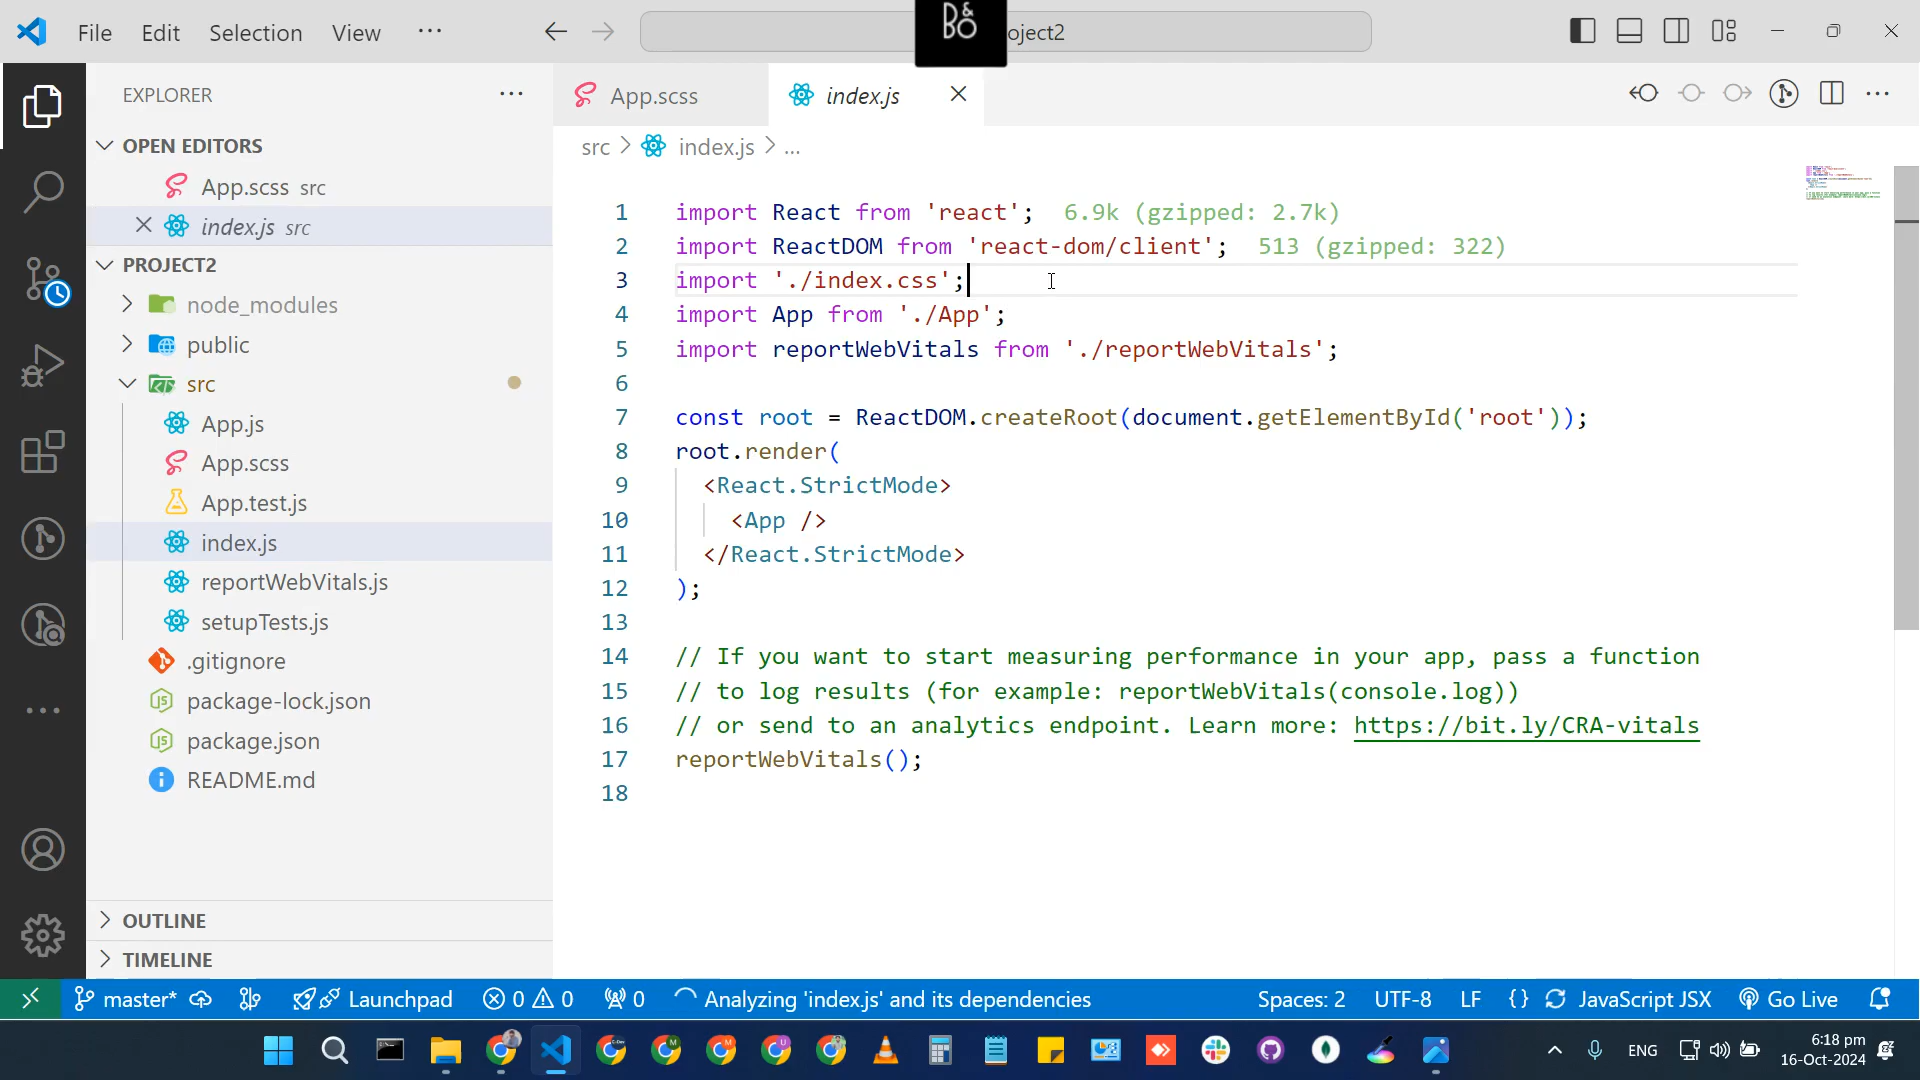 File Edit Selection View ...
B&O
oject2
EXPLORER
OPEN EDITORS
App.scss src
index.js src
PROJECT2
node_modules
public
src
App.js
App.scss
App.test.js
index.js
reportWebVitals.js
setupTests.js
.gitignore
package-lock.json
package.json
README.md
OUTLINE
TIMELINE
App.scss
index.js
src > index.js > ...
1 import React from 'react'; 6.9k (gzipped: 2.7k)
2 import ReactDOM from 'react-dom/client'; 513 (gzipped: 322)
3 import './index.css';
4 import App from './App';
5 import reportWebVitals from './reportWebVitals';
6
7 const root = ReactDOM.createRoot(document.getElementById('root'));
8 root.render(
9 <React.StrictMode>
10 <App />
11 </React.StrictMode>
12 );
13
14 // If you want to start measuring performance in your app, pass a function
15 // to log results (for example: reportWebVitals(console.log))
16 // or send to an analytics endpoint. Learn more: https://bit.ly/CRA-vitals
17 reportWebVitals();
18
master* Launchpad 0 0 0 Analyzing 'index.js' and its dependencies Spaces: 2 UTF-8 LF {} JavaScript JSX Go Live
ENG
6:18 pm
16-Oct-2024